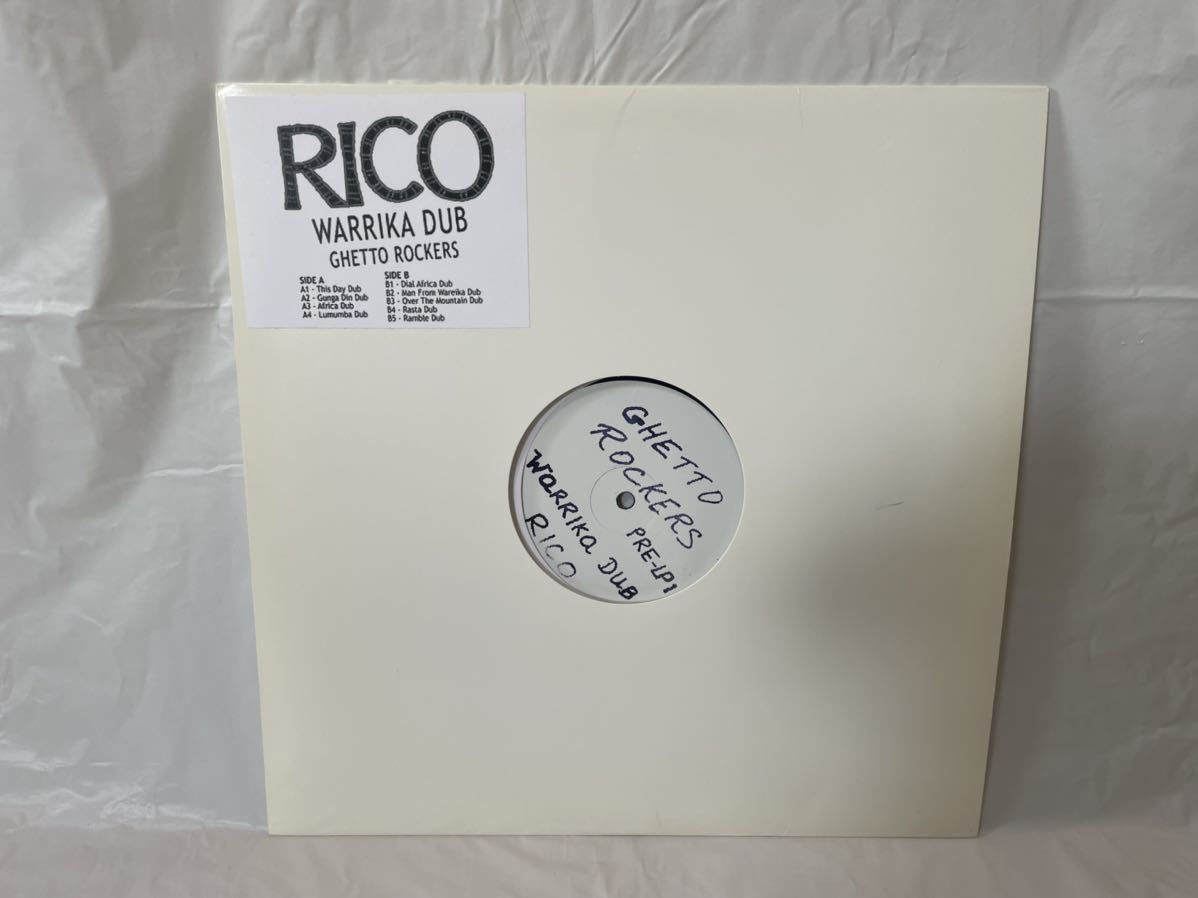 RICO
WARRIKA DUB
GHETTO ROCKERS
SIDE A
A1 - This Day Dub
A2 - Gunga Din Dub
A3 - Africa Dub
A4 - Lumumba Dub
SIDE B
B1 - Dial Africa Dub
B2 - Man From Wareika Dub
B3 - Over The Mountain Dub
B4 - Rasta Dub
B5 - Ramble Dub
GHETTO
ROCKERS
PRE-LP1
WARRIKA DUB
RICO